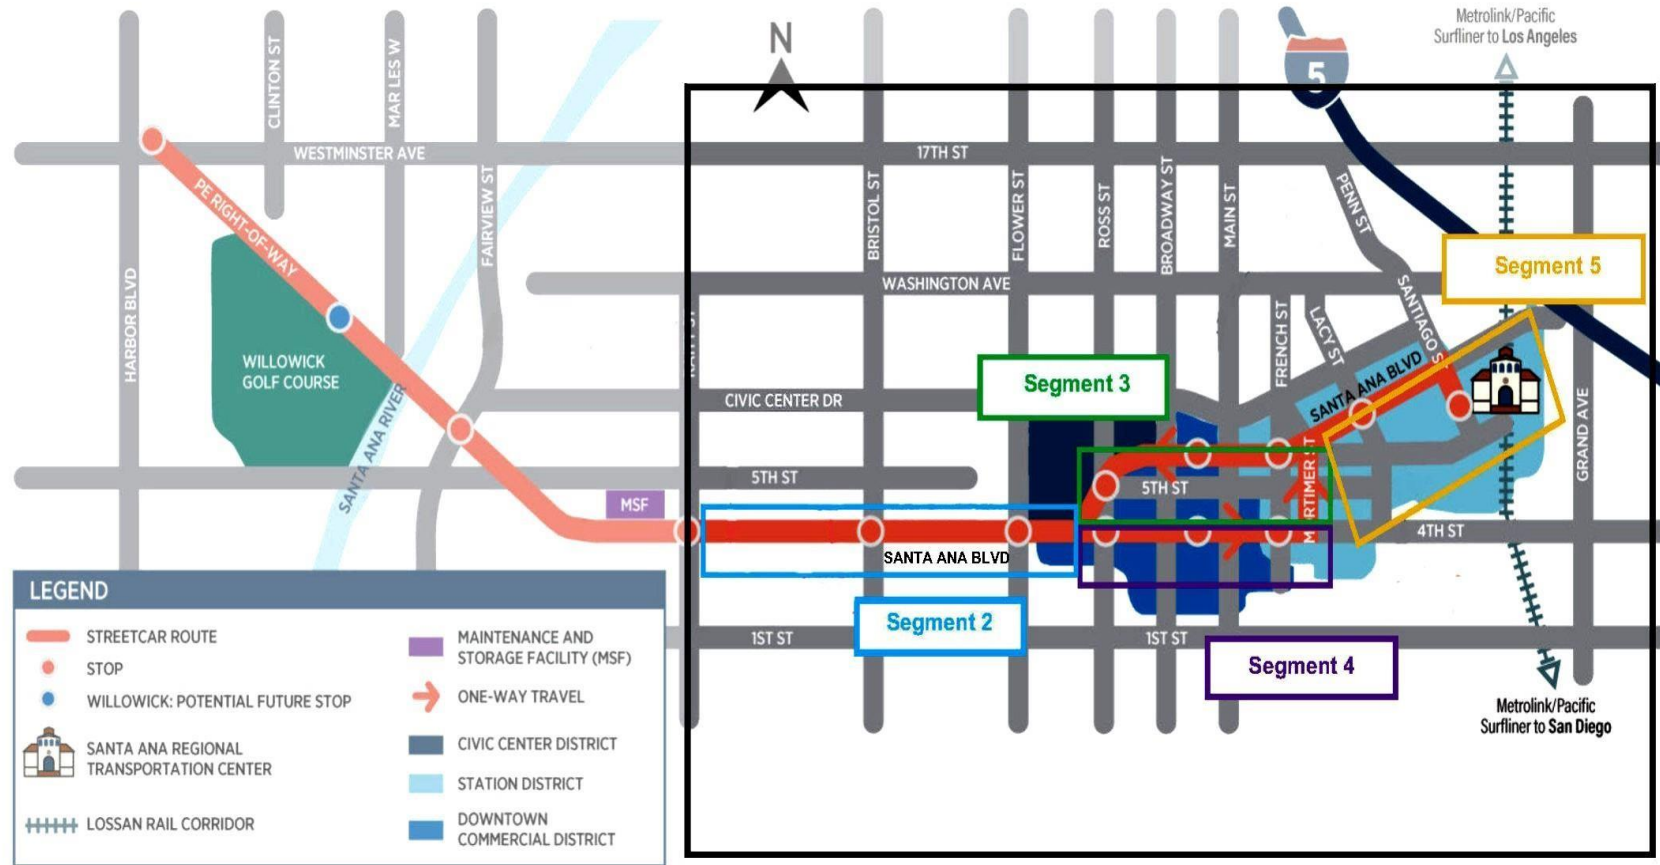 Metrolink/Pacific
Surfliner to Los Angeles
N
5
CLINTON ST
MAR LES W
WESTMINSTER AVE
17TH ST
PE RIGHT-OF-WAY
HARBOR BLVD
FAIRVIEW ST
BRISTOL ST
FLOWER ST
ROSS ST
BROADWAY ST
MAIN ST
PENN ST
Segment 5
WASHINGTON AVE
SANTIAGO S
FRENCH ST
LACY ST
WILLOWICK
GOLF COURSE
SANTA ANA RIVER
Segment 3
SANTA ANA BLVD
CIVIC CENTER DR
GRAND AVE
5TH ST
5TH ST
MSF
4TH ST
SANTA ANA BLVD
Segment 2
1ST ST
1ST ST
Segment 4
Metrolink/Pacific
Surfliner to San Diego
LEGEND
STREETCAR ROUTE
STOP
WILLOWICK: POTENTIAL FUTURE STOP
SANTA ANA REGIONAL
TRANSPORTATION CENTER
LOSSAN RAIL CORRIDOR
MAINTENANCE AND
STORAGE FACILITY (MSF)
ONE-WAY TRAVEL
CIVIC CENTER DISTRICT
STATION DISTRICT
DOWNTOWN
COMMERCIAL DISTRICT